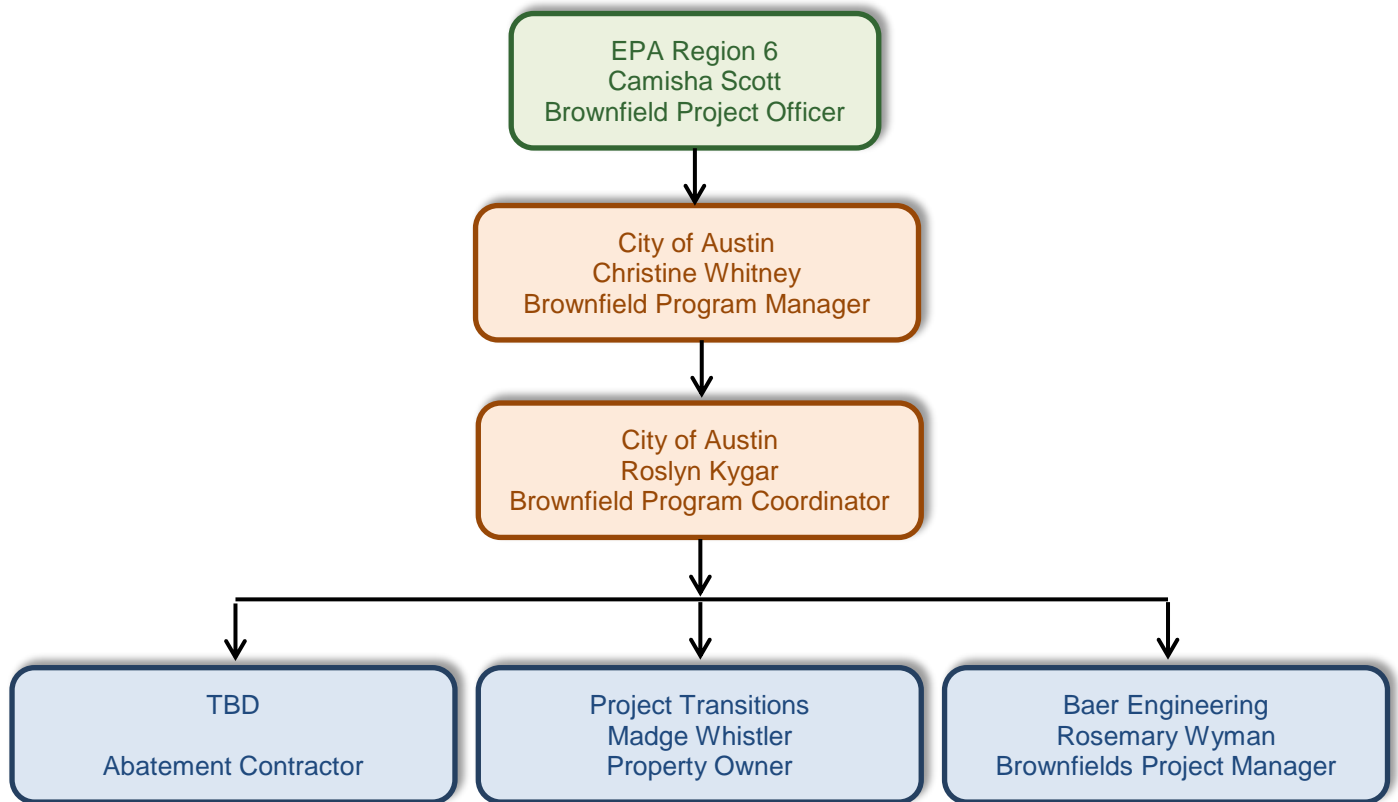 EPA Region 6
Camisha Scott
Brownfield Project Officer
City of Austin
Christine Whitney
Brownfield Program Manager
City of Austin
Roslyn Kygar
Brownfield Program Coordinator
TBD
Abatement Contractor
Project Transitions
Madge Whistler
Property Owner
Baer Engineering
Rosemary Wyman
Brownfields Project Manager